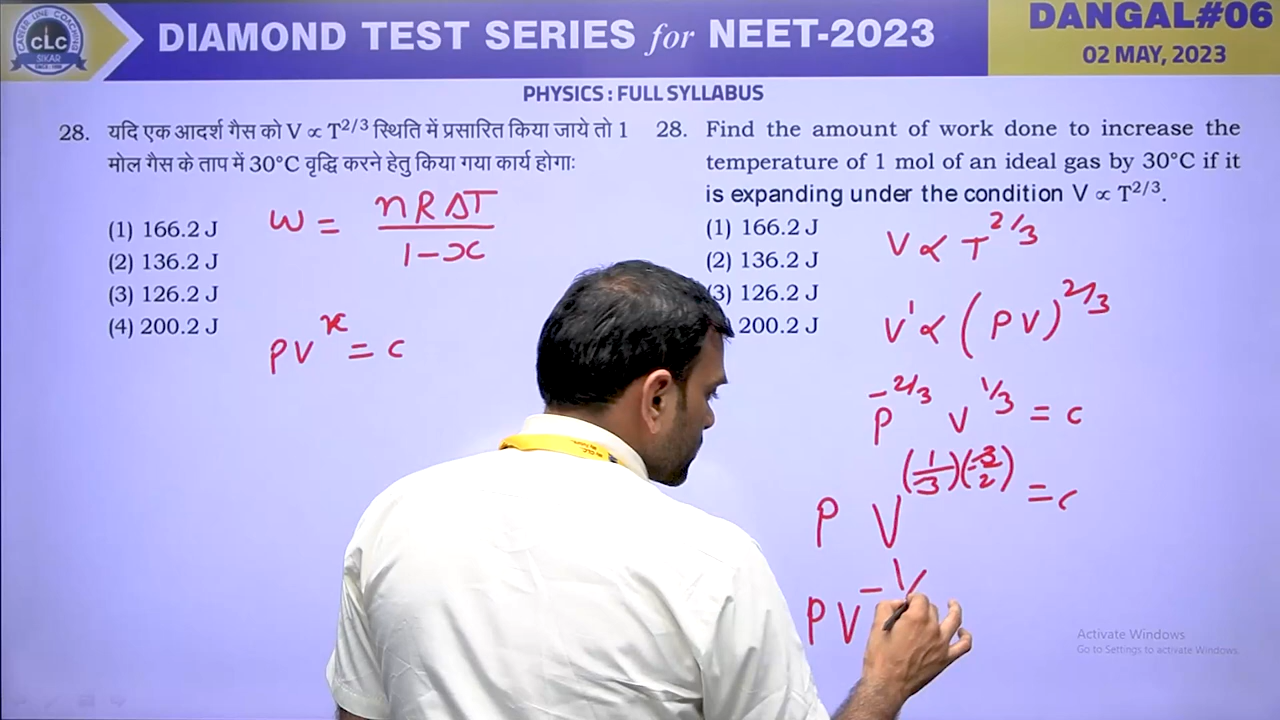 CAREER LINE COACHING
CLC
SIKAR
DIAMOND TEST SERIES for NEET-2023
DANGAL#06
02 MAY, 2023
PHYSICS : FULL SYLLABUS
28. यदि एक आदर्श गैस को V ∝ T^2/3 स्थिति में प्रसारित किया जाये तो 1
मोल गैस के ताप में 30°C वृद्धि करने हेतु किया गया कार्य होगाः
(1) 166.2 J
(2) 136.2 J
(3) 126.2 J
(4) 200.2 J
W = nRΔT / 1-x
PV^x = c
28. Find the amount of work done to increase the
temperature of 1 mol of an ideal gas by 30°C if it
is expanding under the condition V ∝ T^2/3.
(1) 166.2 J
(2) 136.2 J
3) 126.2 J
200.2 J
V ∝ T^2/3
V^1 ∝ (PV)^2/3
P^-2/3 V^1/3 = c
P V^(1/3)(-3/2) = c
PV^-1/
Activate Windows
Go to Settings to activate Windows.